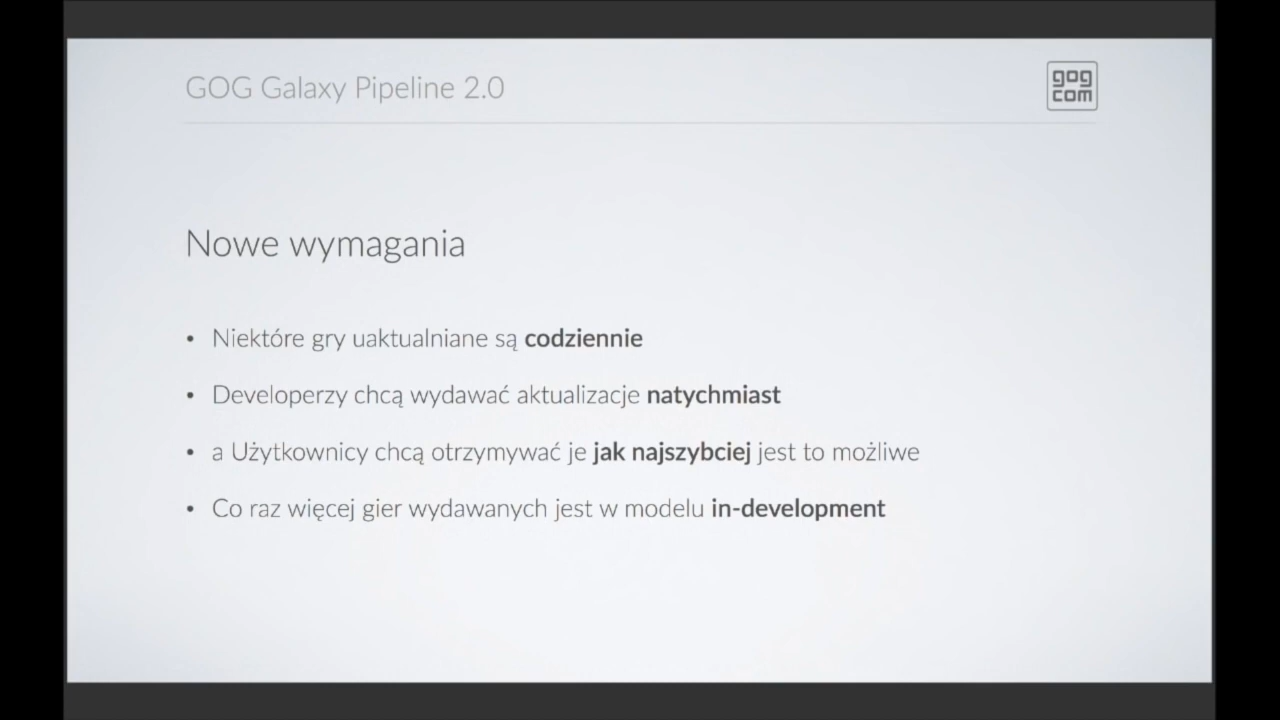 GOG Galaxy Pipeline 2.0
gog
com
Nowe wymagania
• Niektóre gry uaktualniane są codziennie
• Developerzy chcą wydawać aktualizacje natychmiast
• a Użytkownicy chcą otrzymywać je jak najszybciej jest to możliwe
• Co raz więcej gier wydawanych jest w modelu in-development